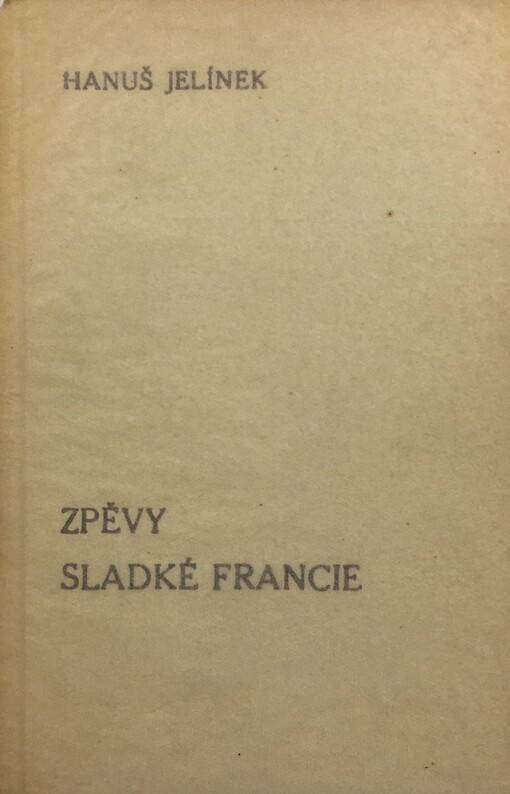 HANUŠ JELÍNEK
ZPĚVY
SLADKÉ FRANCIE